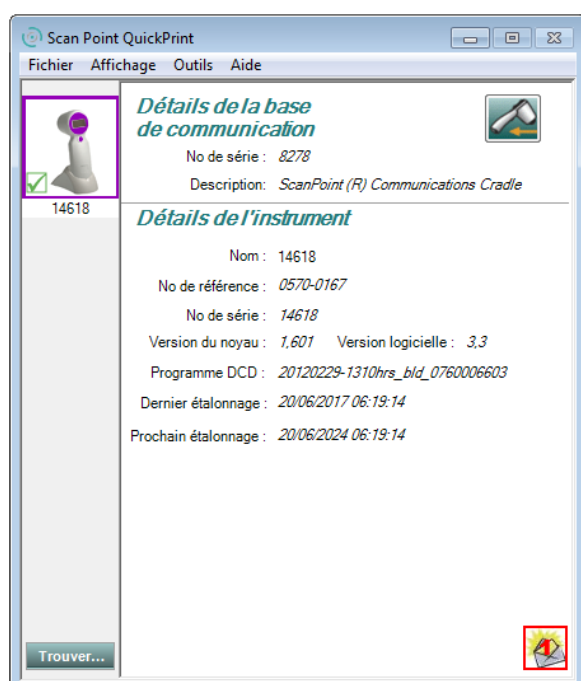 Scan Point QuickPrint
Fichier Affichage Outils Aide
14618
Détails de la base
de communication
No de série : 8278
Description: ScanPoint (R) Communications Cradle
Détails de l'instrument
Nom : 14618
No de référence : 0570-0167
No de série : 14618
Version du noyau : 1,601 Version logicielle : 3,3
Programme DCD : 20120229-1310hrs_bld_0760006603
Dernier étalonnage : 20/06/2017 06:19:14
Prochain étalonnage : 20/06/2024 06:19:14
Trouver...
1